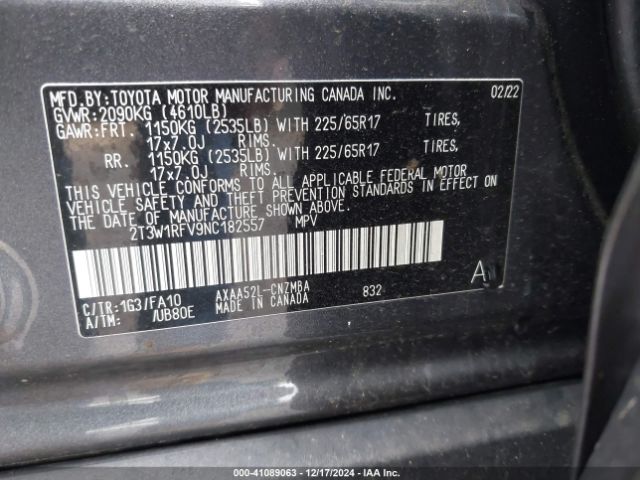 MFD.BY:TOYOTA MOTOR MANUFACTURING CANADA INC. 02/22
GVWR:2090KG (4610LB)
GAWR:FRT. 1150KG (2535LB) WITH 225/65R17 TIRES,
17x7.0J RIMS.
RR. 1150KG (2535LB) WITH 225/65R17 TIRES,
17x7.0J RIMS.
THIS VEHICLE CONFORMS TO ALL APPLICABLE FEDERAL MOTOR
VEHICLE SAFETY AND THEFT PREVENTION STANDARDS IN EFFECT ON
THE DATE OF MANUFACTURE SHOWN ABOVE.
2T3W1RFV9NC182557 MPV
C/TR:1G3/FA10 AXAA52L-CNZMBA 832 A
A/TM: /UB80E MADE IN CANADA
000-41089063 | 12/17/2024 | IAA Inc.